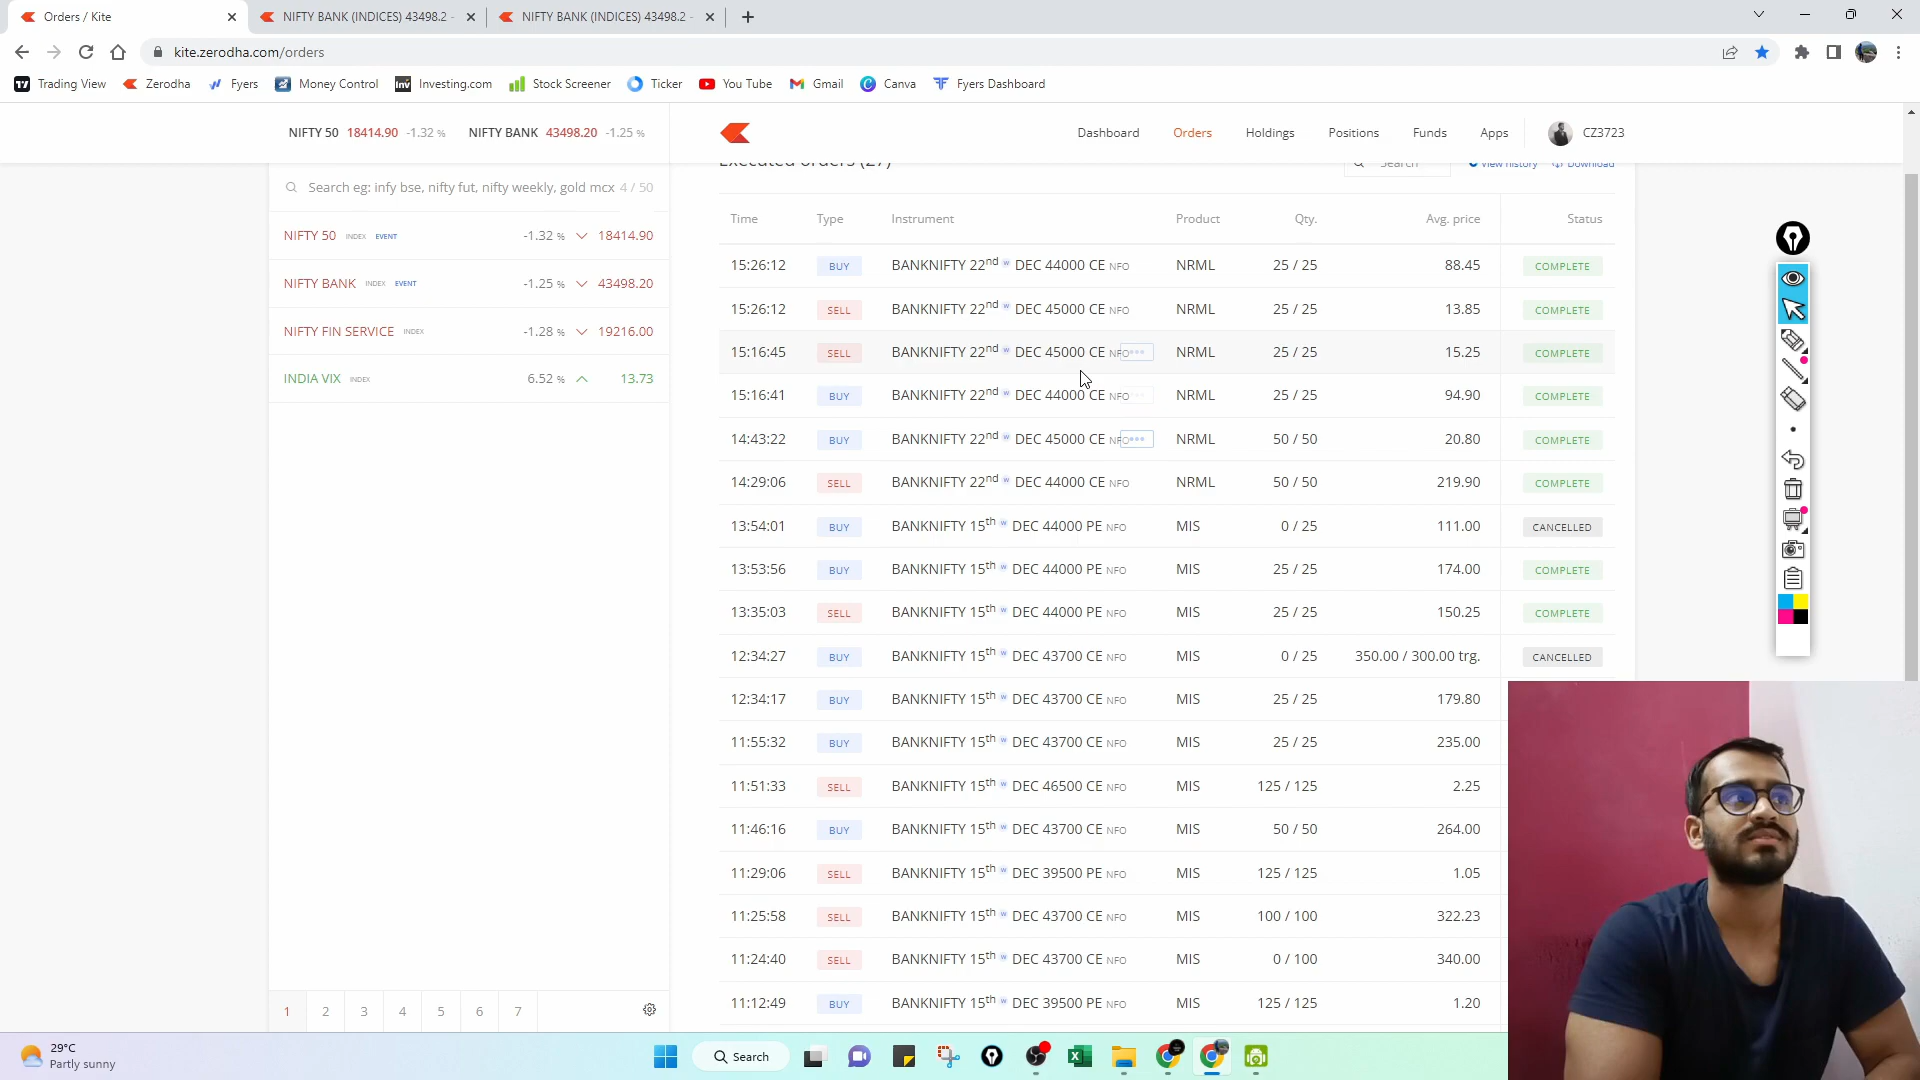 Orders / Kite
NIFTY BANK (INDICES) 43498.2 -
NIFTY BANK (INDICES) 43498.2 -
kite.zerodha.com/orders
Trading View
Zerodha
Fyers
Money Control
Investing.com
Stock Screener
Ticker
You Tube
Gmail
Canva
Fyers Dashboard
NIFTY 50 18414.90 -1.32 % NIFTY BANK 43498.20 -1.25 %
Dashboard Orders Holdings Positions Funds Apps CZ3723
Executed orders (27) Search View history Download
Search eg: infy bse, nifty fut, nifty weekly, gold mcx 4 / 50
NIFTY 50 INDEX EVENT -1.32 % 18414.90
NIFTY BANK INDEX EVENT -1.25 % 43498.20
NIFTY FIN SERVICE INDEX -1.28 % 19216.00
INDIA VIX INDEX 6.52 % 13.73
1 2 3 4 5 6 7
Time Type Instrument Product Qty. Avg. price Status
15:26:12 BUY BANKNIFTY 22nd w DEC 44000 CE NFO NRML 25 / 25 88.45 COMPLETE
15:26:12 SELL BANKNIFTY 22nd w DEC 45000 CE NFO NRML 25 / 25 13.85 COMPLETE
15:16:45 SELL BANKNIFTY 22nd w DEC 45000 CE NFO NRML 25 / 25 15.25 COMPLETE
15:16:41 BUY BANKNIFTY 22nd w DEC 44000 CE NFO NRML 25 / 25 94.90 COMPLETE
14:43:22 BUY BANKNIFTY 22nd w DEC 45000 CE NFO NRML 50 / 50 20.80 COMPLETE
14:29:06 SELL BANKNIFTY 22nd w DEC 44000 CE NFO NRML 50 / 50 219.90 COMPLETE
13:54:01 BUY BANKNIFTY 15th w DEC 44000 PE NFO MIS 0 / 25 111.00 CANCELLED
13:53:56 BUY BANKNIFTY 15th w DEC 44000 PE NFO MIS 25 / 25 174.00 COMPLETE
13:35:03 SELL BANKNIFTY 15th w DEC 44000 PE NFO MIS 25 / 25 150.25 COMPLETE
12:34:27 BUY BANKNIFTY 15th w DEC 43700 CE NFO MIS 0 / 25 350.00 / 300.00 trg. CANCELLED
12:34:17 BUY BANKNIFTY 15th w DEC 43700 CE NFO MIS 25 / 25 179.80
11:55:32 BUY BANKNIFTY 15th w DEC 43700 CE NFO MIS 25 / 25 235.00
11:51:33 SELL BANKNIFTY 15th w DEC 46500 CE NFO MIS 125 / 125 2.25
11:46:16 BUY BANKNIFTY 15th w DEC 43700 CE NFO MIS 50 / 50 264.00
11:29:06 SELL BANKNIFTY 15th w DEC 39500 PE NFO MIS 125 / 125 1.05
11:25:58 SELL BANKNIFTY 15th w DEC 43700 CE NFO MIS 100 / 100 322.23
11:24:40 SELL BANKNIFTY 15th w DEC 43700 CE NFO MIS 0 / 100 340.00
11:12:49 BUY BANKNIFTY 15th w DEC 39500 PE NFO MIS 125 / 125 1.20
29°C
Partly sunny
Search